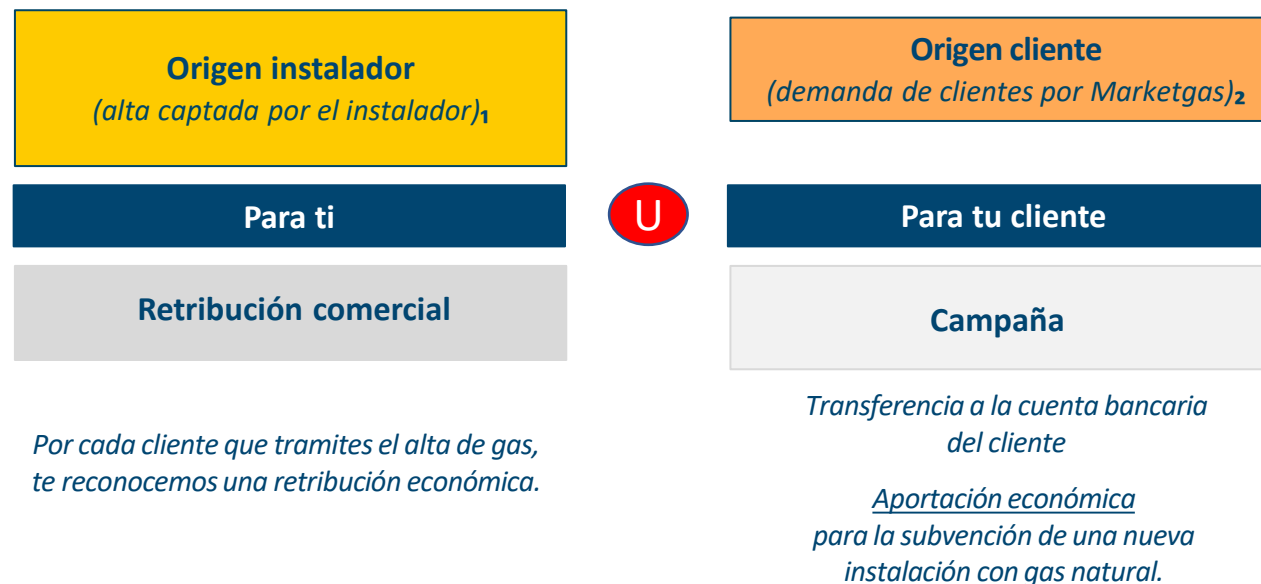 Origen instalador
(alta captada por el instalador)₁
Para ti
Retribución comercial
Por cada cliente que tramites el alta de gas,
te reconocemos una retribución económica.
U
Origen cliente
(demanda de clientes por Marketgas)₂
Para tu cliente
Campaña
Transferencia a la cuenta bancaria
del cliente
Aportación económica
para la subvención de una nueva
instalación con gas natural.